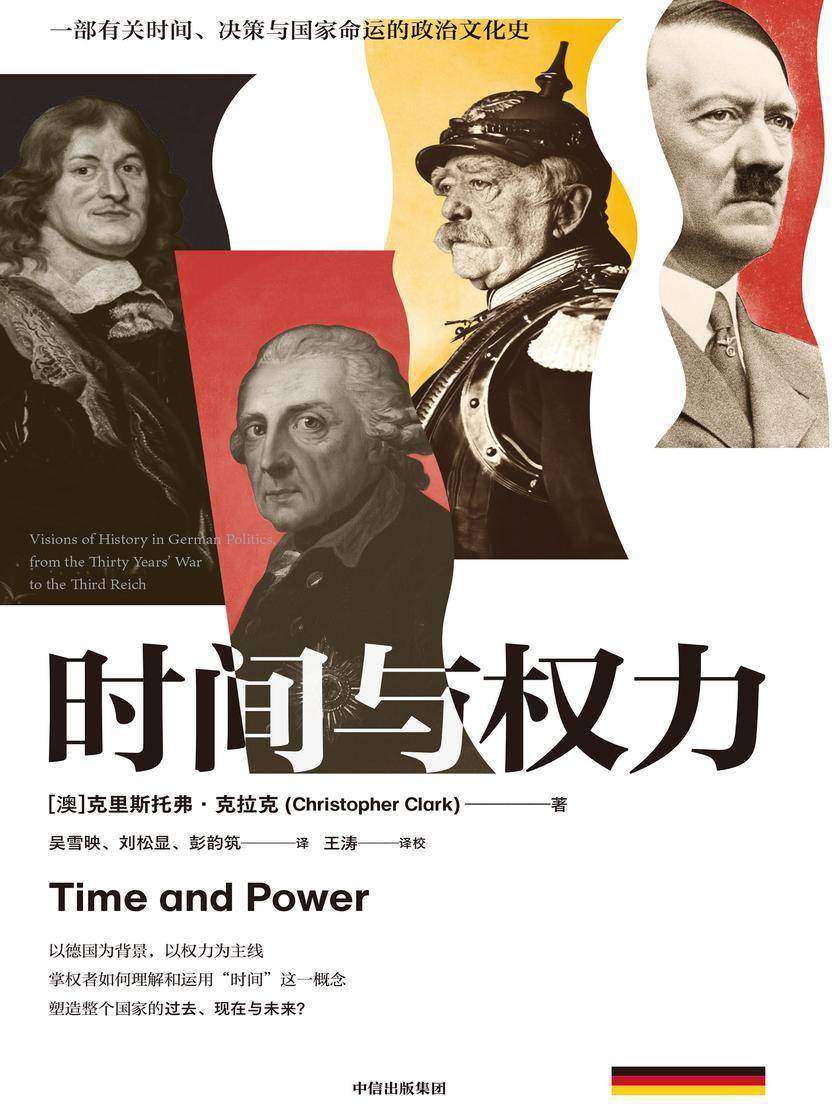 一部有关时间、决策与国家命运的政治文化史
Visions of History in German Politics,
from the Thirty Years’ War
to the Third Reich
时间与权力
[澳]克里斯托弗·克拉克 (Christopher Clark)————著
吴雪映、刘松显、彭韵筑———译 王涛——译校
Time and Power
以德国为背景，以权力为主线
掌权者如何理解和运用“时间”这一概念
塑造整个国家的过去、现在与未来？
中信出版集团